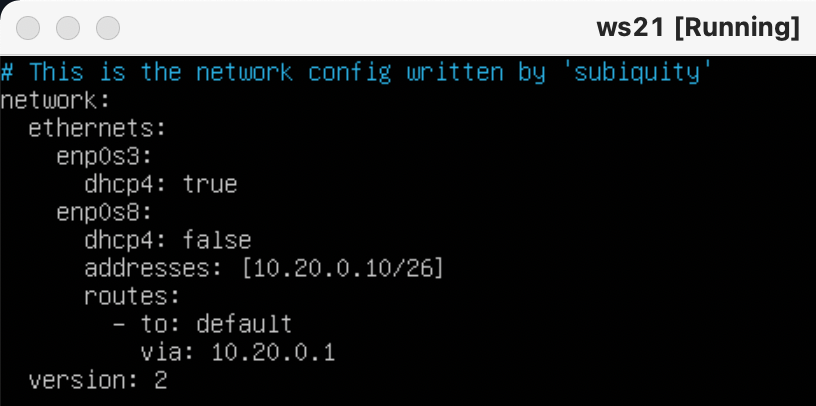 ws21 [Running]
# This is the network config written by 'subiquity'
network:
  ethernets:
    enp0s3:
      dhcp4: true
    enp0s8:
      dhcp4: false
      addresses: [10.20.0.10/26]
      routes:
        - to: default
          via: 10.20.0.1
  version: 2